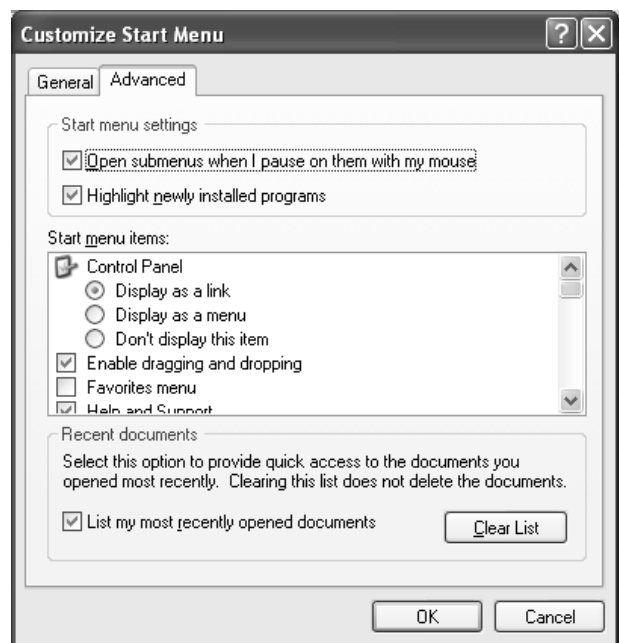 Customize Start Menu
General Advanced
Start menu settings
Open submenus when I pause on them with my mouse
Highlight newly installed programs
Start menu items:
Control Panel
Display as a link
Display as a menu
Don't display this item
Enable dragging and dropping
Favorites menu
Help and Support
Recent documents
Select this option to provide quick access to the documents you
opened most recently.  Clearing this list does not delete the documents.
List my most recently opened documents
Clear List
OK Cancel